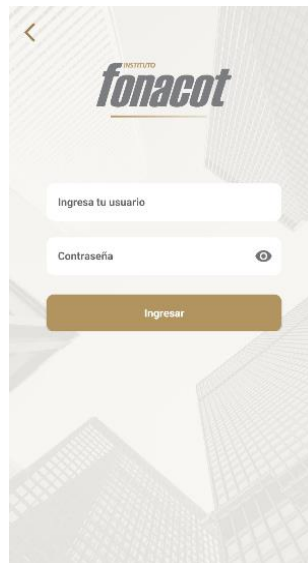 INSTITUTO
fonacot
Ingresa tu usuario
Contraseña
Ingresar